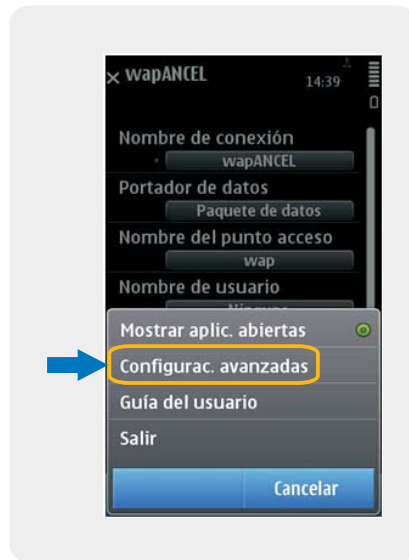 wapANCEL
14:39
Nombre de conexión
wapANCEL
Portador de datos
Paquete de datos
Nombre del punto acceso
wap
Nombre de usuario
Ninguno
Mostrar aplic. abiertas
Configurac. avanzadas
Guía del usuario
Salir
Cancelar